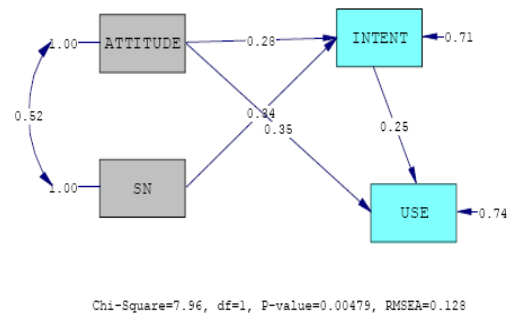 1.00
ATTITUDE
0.28
INTENT
0.71
0.52
0.34
0.35
0.25
1.00
SN
USE
0.74
Chi-Square=7.96, df=1, P-value=0.00479, RMSEA=0.128